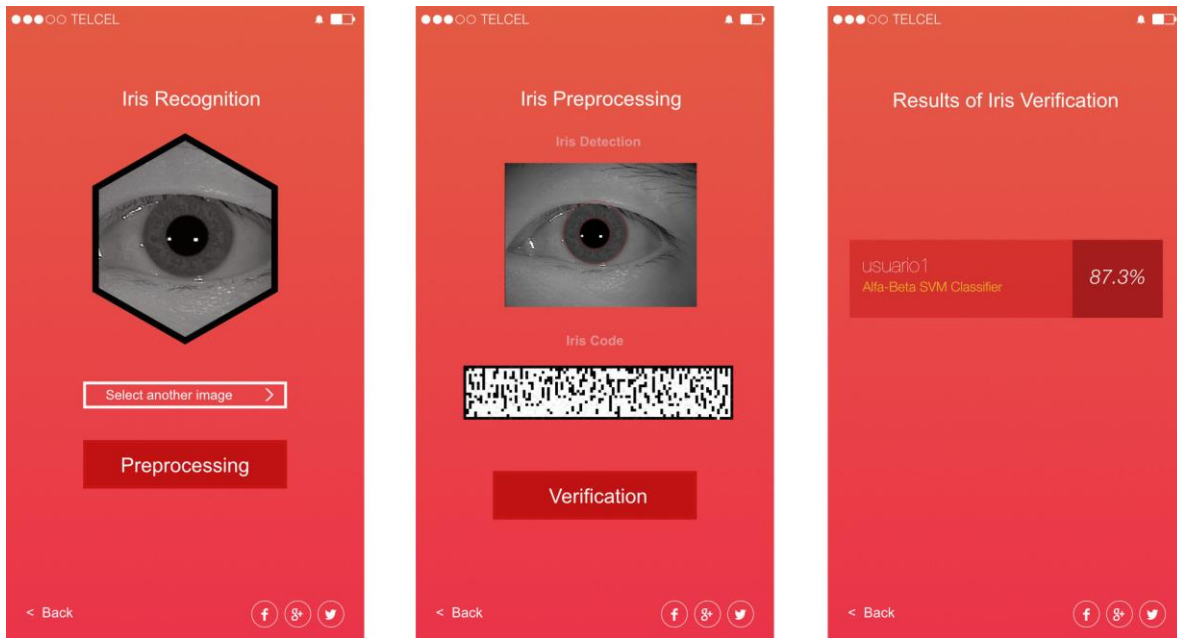 TELCEL
Iris Recognition
Select another image >
Preprocessing
< Back
f g+
TELCEL
Iris Preprocessing
Iris Detection
Iris Code
Verification
< Back
f g+
TELCEL
Results of Iris Verification
usuario1
Alfa-Beta SVM Classifier
87.3%
< Back
f g+